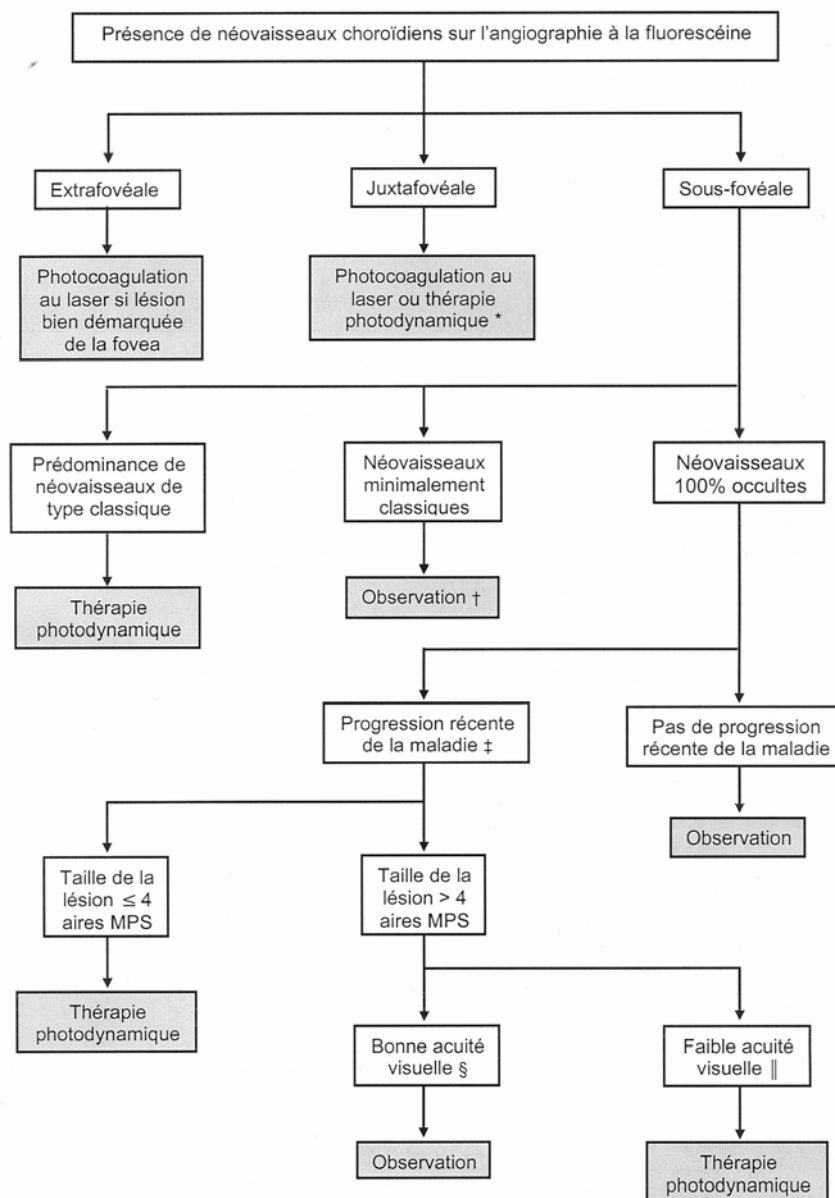 Présence de néovaisseaux choroïdiens sur l'angiographie à la fluorescéine
Extrafovéale
Juxtafovéale
Sous-fovéale
Photocoagulation
au laser si lésion
bien démarquée
de la fovea
Photocoagulation au
laser ou thérapie
photodynamique *
Prédominance de
néovaisseaux de
type classique
Néovaisseaux
minimalement
classiques
Néovaisseaux
100% occultes
Thérapie
photodynamique
Observation †
Progression récente
de la maladie ‡
Pas de progression
récente de la maladie
Observation
Taille de la
lésion ≤ 4
aires MPS
Taille de la
lésion > 4
aires MPS
Thérapie
photodynamique
Bonne acuité
visuelle §
Faible acuité
visuelle ‖
Observation
Thérapie
photodynamique